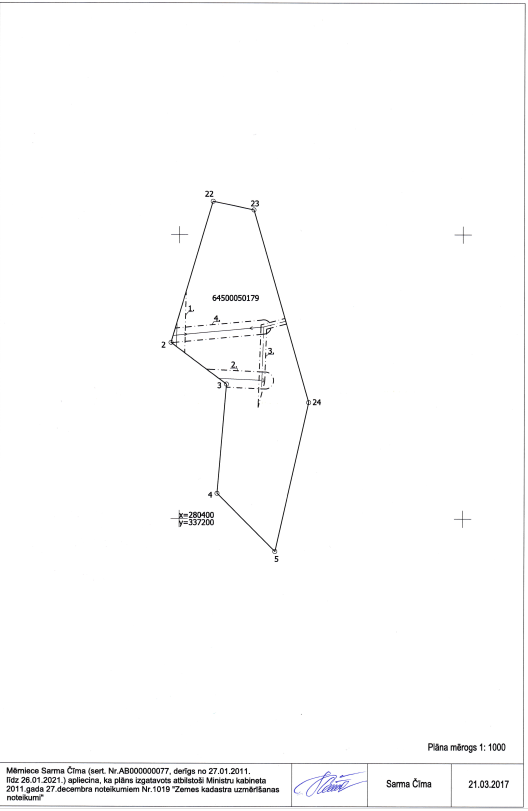 22
23
64500050179
1.
4.
2
3.
2.
3
24
4
x=280400
y=337200
5
Plāna mērogs 1: 1000
Mērniece Sarma Čīma (sert. Nr.AB000000077, derīgs no 27.01.2011.
līdz 26.01.2021.) apliecina, ka plāns izgatavots atbilstoši Ministru kabineta
2011.gada 27.decembra noteikumiem Nr.1019 "Zemes kadastra uzmērīšanas
noteikumi"
Sarma Čīma
21.03.2017